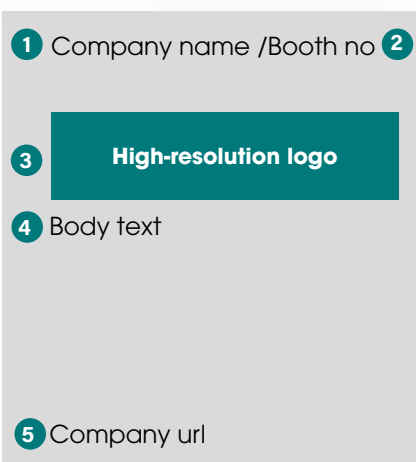 1 Company name /Booth no 2
3 High-resolution logo
4 Body text
5 Company url